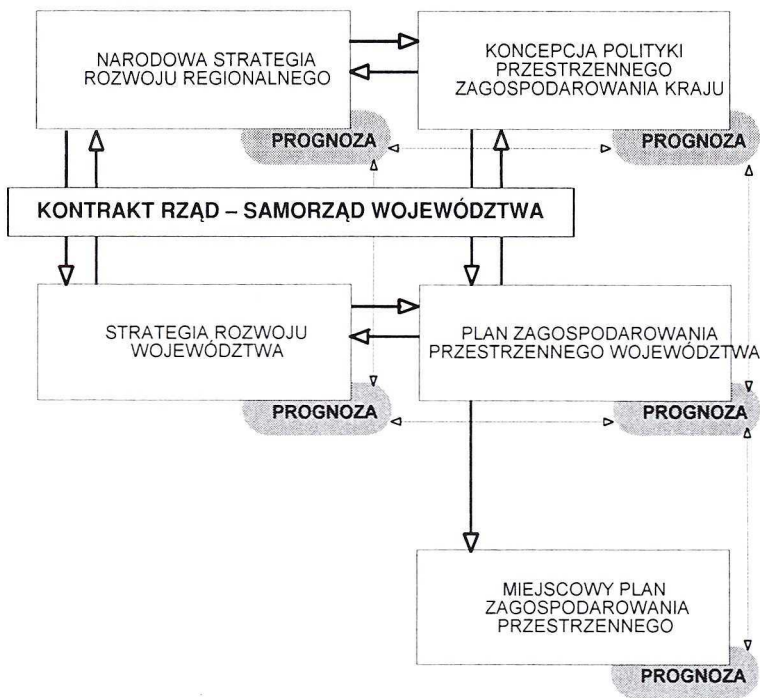 NARODOWA STRATEGIA
ROZWOJU REGIONALNEGO
KONCEPCJA POLITYKI
PRZESTRZENNEGO
ZAGOSPODAROWANIA KRAJU
PROGNOZA
PROGNOZA
KONTRAKT RZĄD – SAMORZĄD WOJEWÓDZTWA
STRATEGIA ROZWOJU
WOJEWÓDZTWA
PLAN ZAGOSPODAROWANIA
PRZESTRZENNEGO WOJEWÓDZTWA
PROGNOZA
PROGNOZA
MIEJSCOWY PLAN
ZAGOSPODAROWANIA
PRZESTRZENNEGO
PROGNOZA